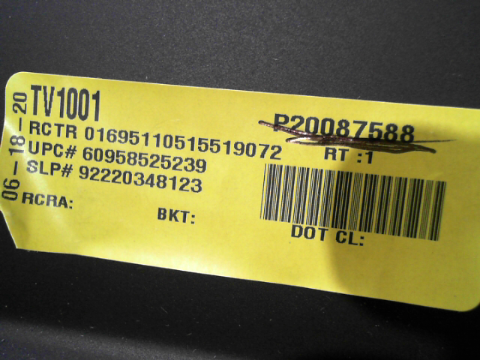 06-18-20
TV1001
P20087588
RCTR 01695110515519072 RT :1
UPC# 60958525239
SLP# 92220348123
RCRA: BKT: DOT CL: